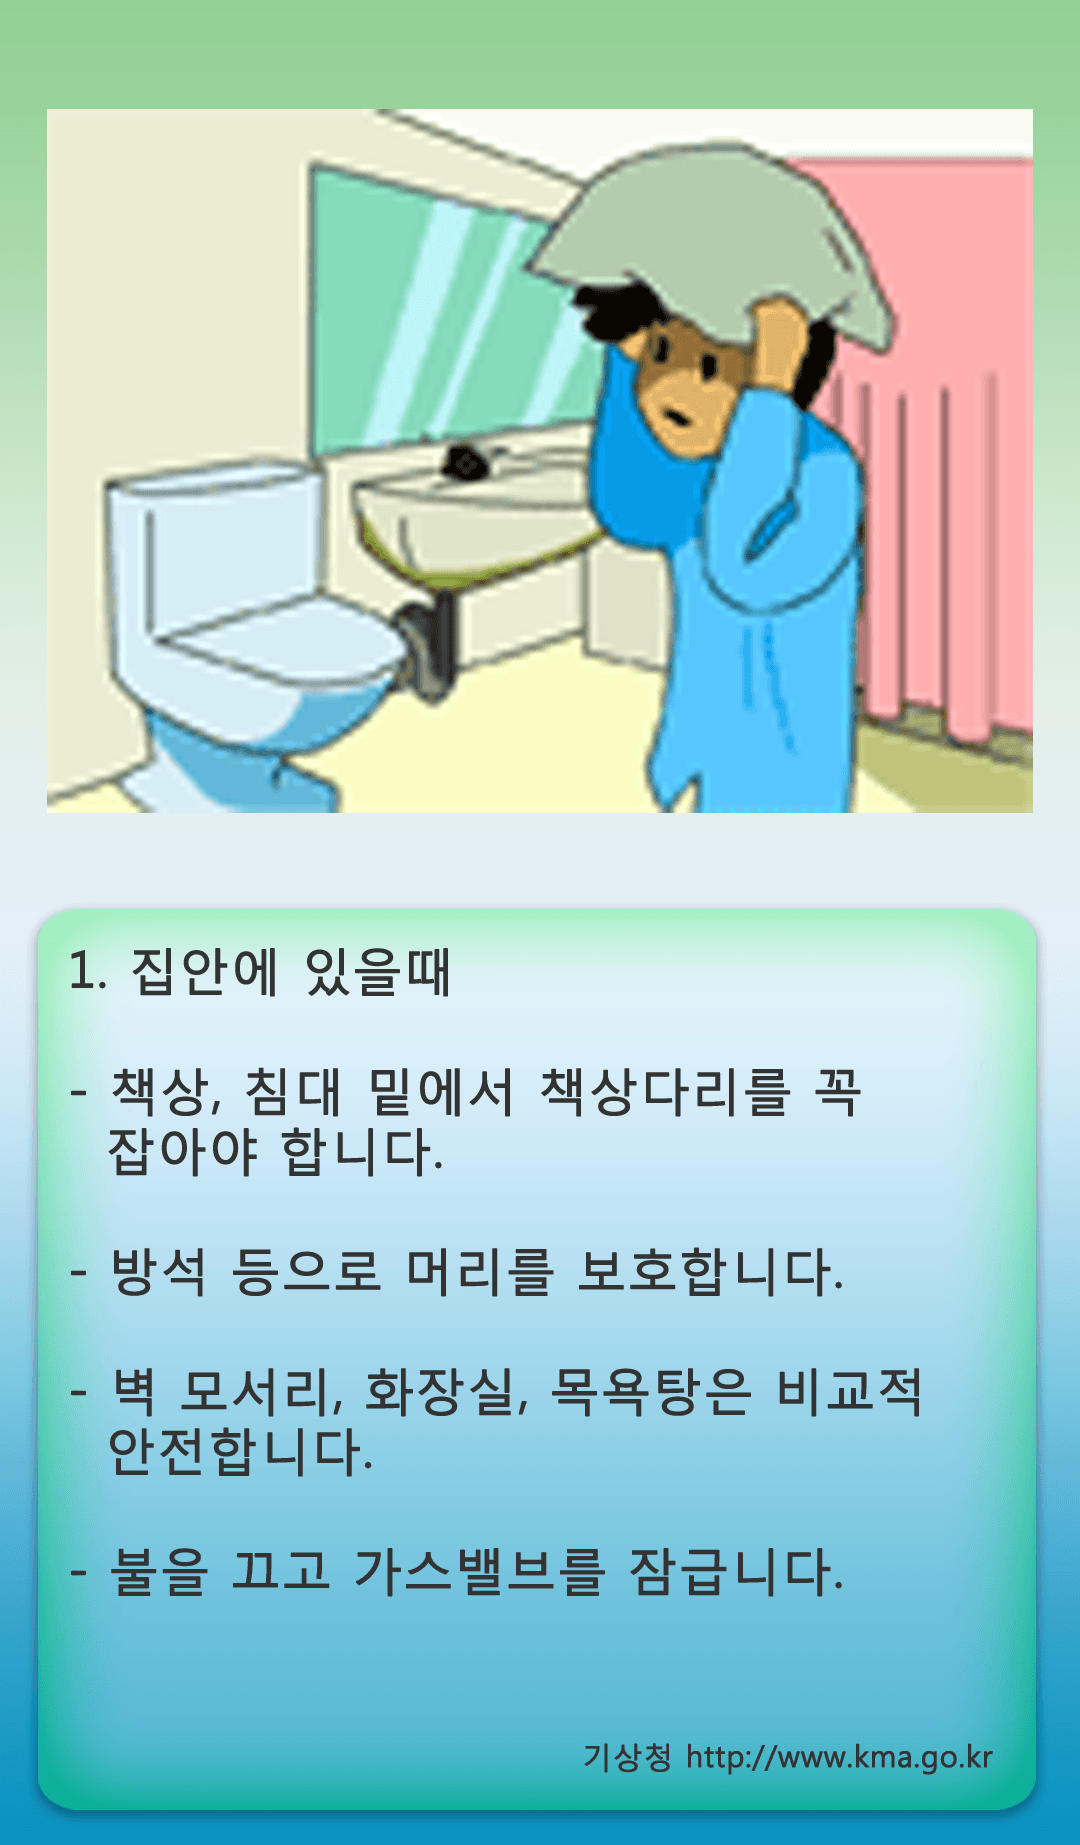 1. 집안에 있을때
- 책상, 침대 밑에서 책상다리를 꼭
잡아야 합니다.
- 방석 등으로 머리를 보호합니다.
- 벽 모서리, 화장실, 목욕탕은 비교적
안전합니다.
- 불을 끄고 가스밸브를 잠급니다.
기상청 http://www.kma.go.kr